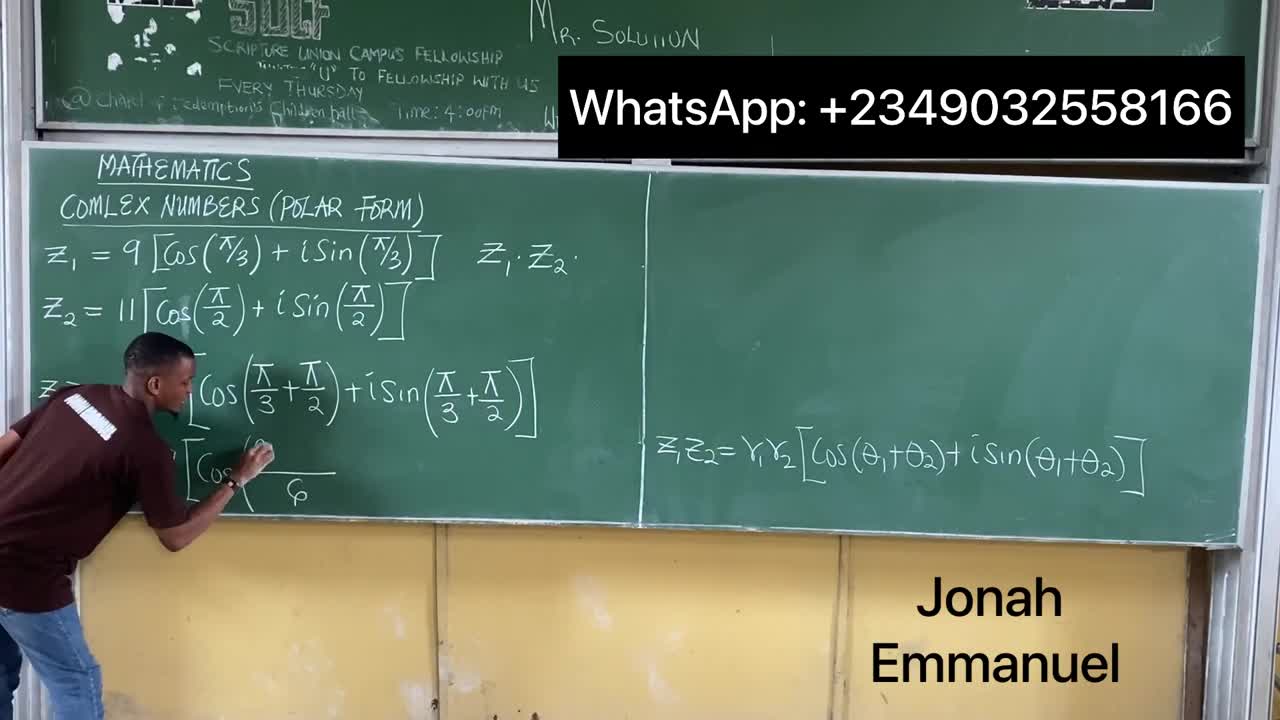 SUCF
MR. SOLUTION
SCRIPTURE UNION CAMPUS FELLOWSHIP
"U" TO FELLOWSHIP WITH US
EVERY THURSDAY
Time: 4:00pm
WhatsApp: +2349032558166
MATHEMATICS
COMLEX NUMBERS (POLAR FORM)
Z₁ = 9[Cos(π/3) + i Sin(π/3)] Z₁·Z₂·
Z₂ = 11[Cos(π/2) + i Sin(π/2)]
[Cos(π/3 + π/2) + i Sin(π/3 + π/2)]
[Cos( 6
Z₁Z₂ = r₁r₂[Cos(θ₁+θ₂) + i Sin(θ₁+θ₂)]
Jonah
Emmanuel